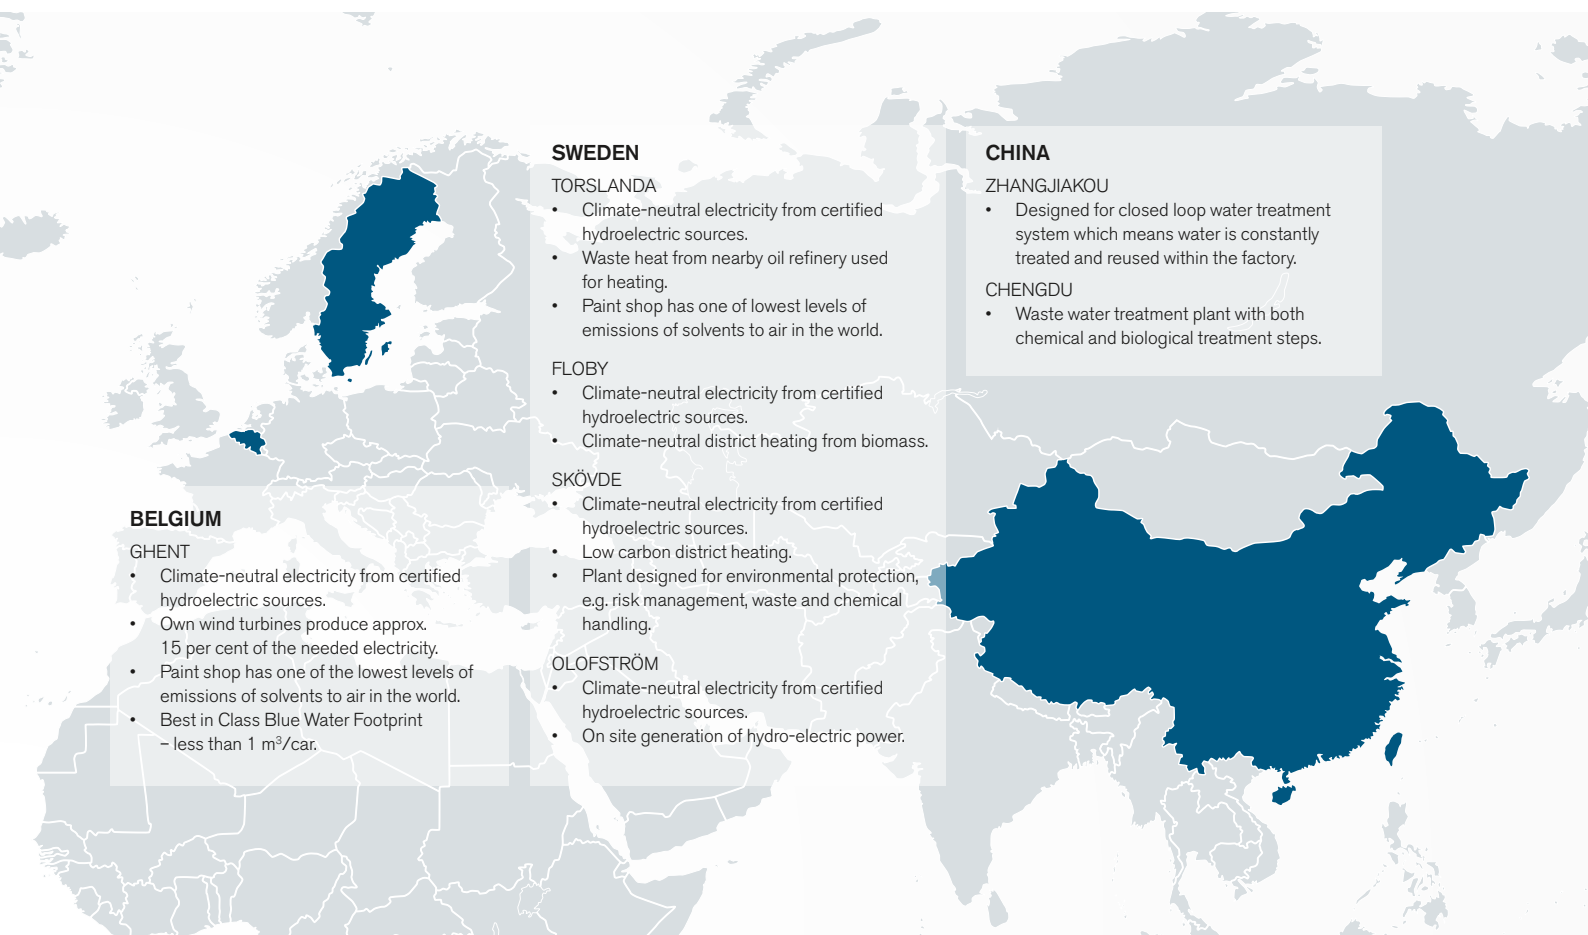 SWEDEN
TORSLANDA
• Climate-neutral electricity from certified
hydroelectric sources.
• Waste heat from nearby oil refinery used
for heating.
• Paint shop has one of lowest levels of
emissions of solvents to air in the world.
FLOBY
• Climate-neutral electricity from certified
hydroelectric sources.
• Climate-neutral district heating from biomass.
SKÖVDE
• Climate-neutral electricity from certified
hydroelectric sources.
• Low carbon district heating.
• Plant designed for environmental protection,
e.g. risk management, waste and chemical
handling.
OLOFSTRÖM
• Climate-neutral electricity from certified
hydroelectric sources.
• On site generation of hydro-electric power.
CHINA
ZHANGJIAKOU
• Designed for closed loop water treatment
system which means water is constantly
treated and reused within the factory.
CHENGDU
• Waste water treatment plant with both
chemical and biological treatment steps.
BELGIUM
GHENT
• Climate-neutral electricity from certified
hydroelectric sources.
• Own wind turbines produce approx.
15 per cent of the needed electricity.
• Paint shop has one of the lowest levels of
emissions of solvents to air in the world.
• Best in Class Blue Water Footprint
– less than 1 m³/car.